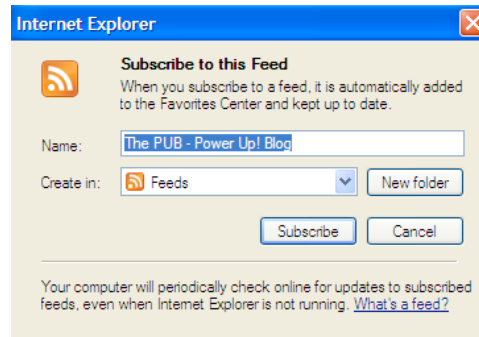 Internet Explorer
Subscribe to this Feed
When you subscribe to a feed, it is automatically added
to the Favorites Center and kept up to date.
Name: The PUB - Power Up! Blog
Create in: Feeds New folder
Subscribe Cancel
Your computer will periodically check online for updates to subscribed
feeds, even when Internet Explorer is not running. What's a feed?